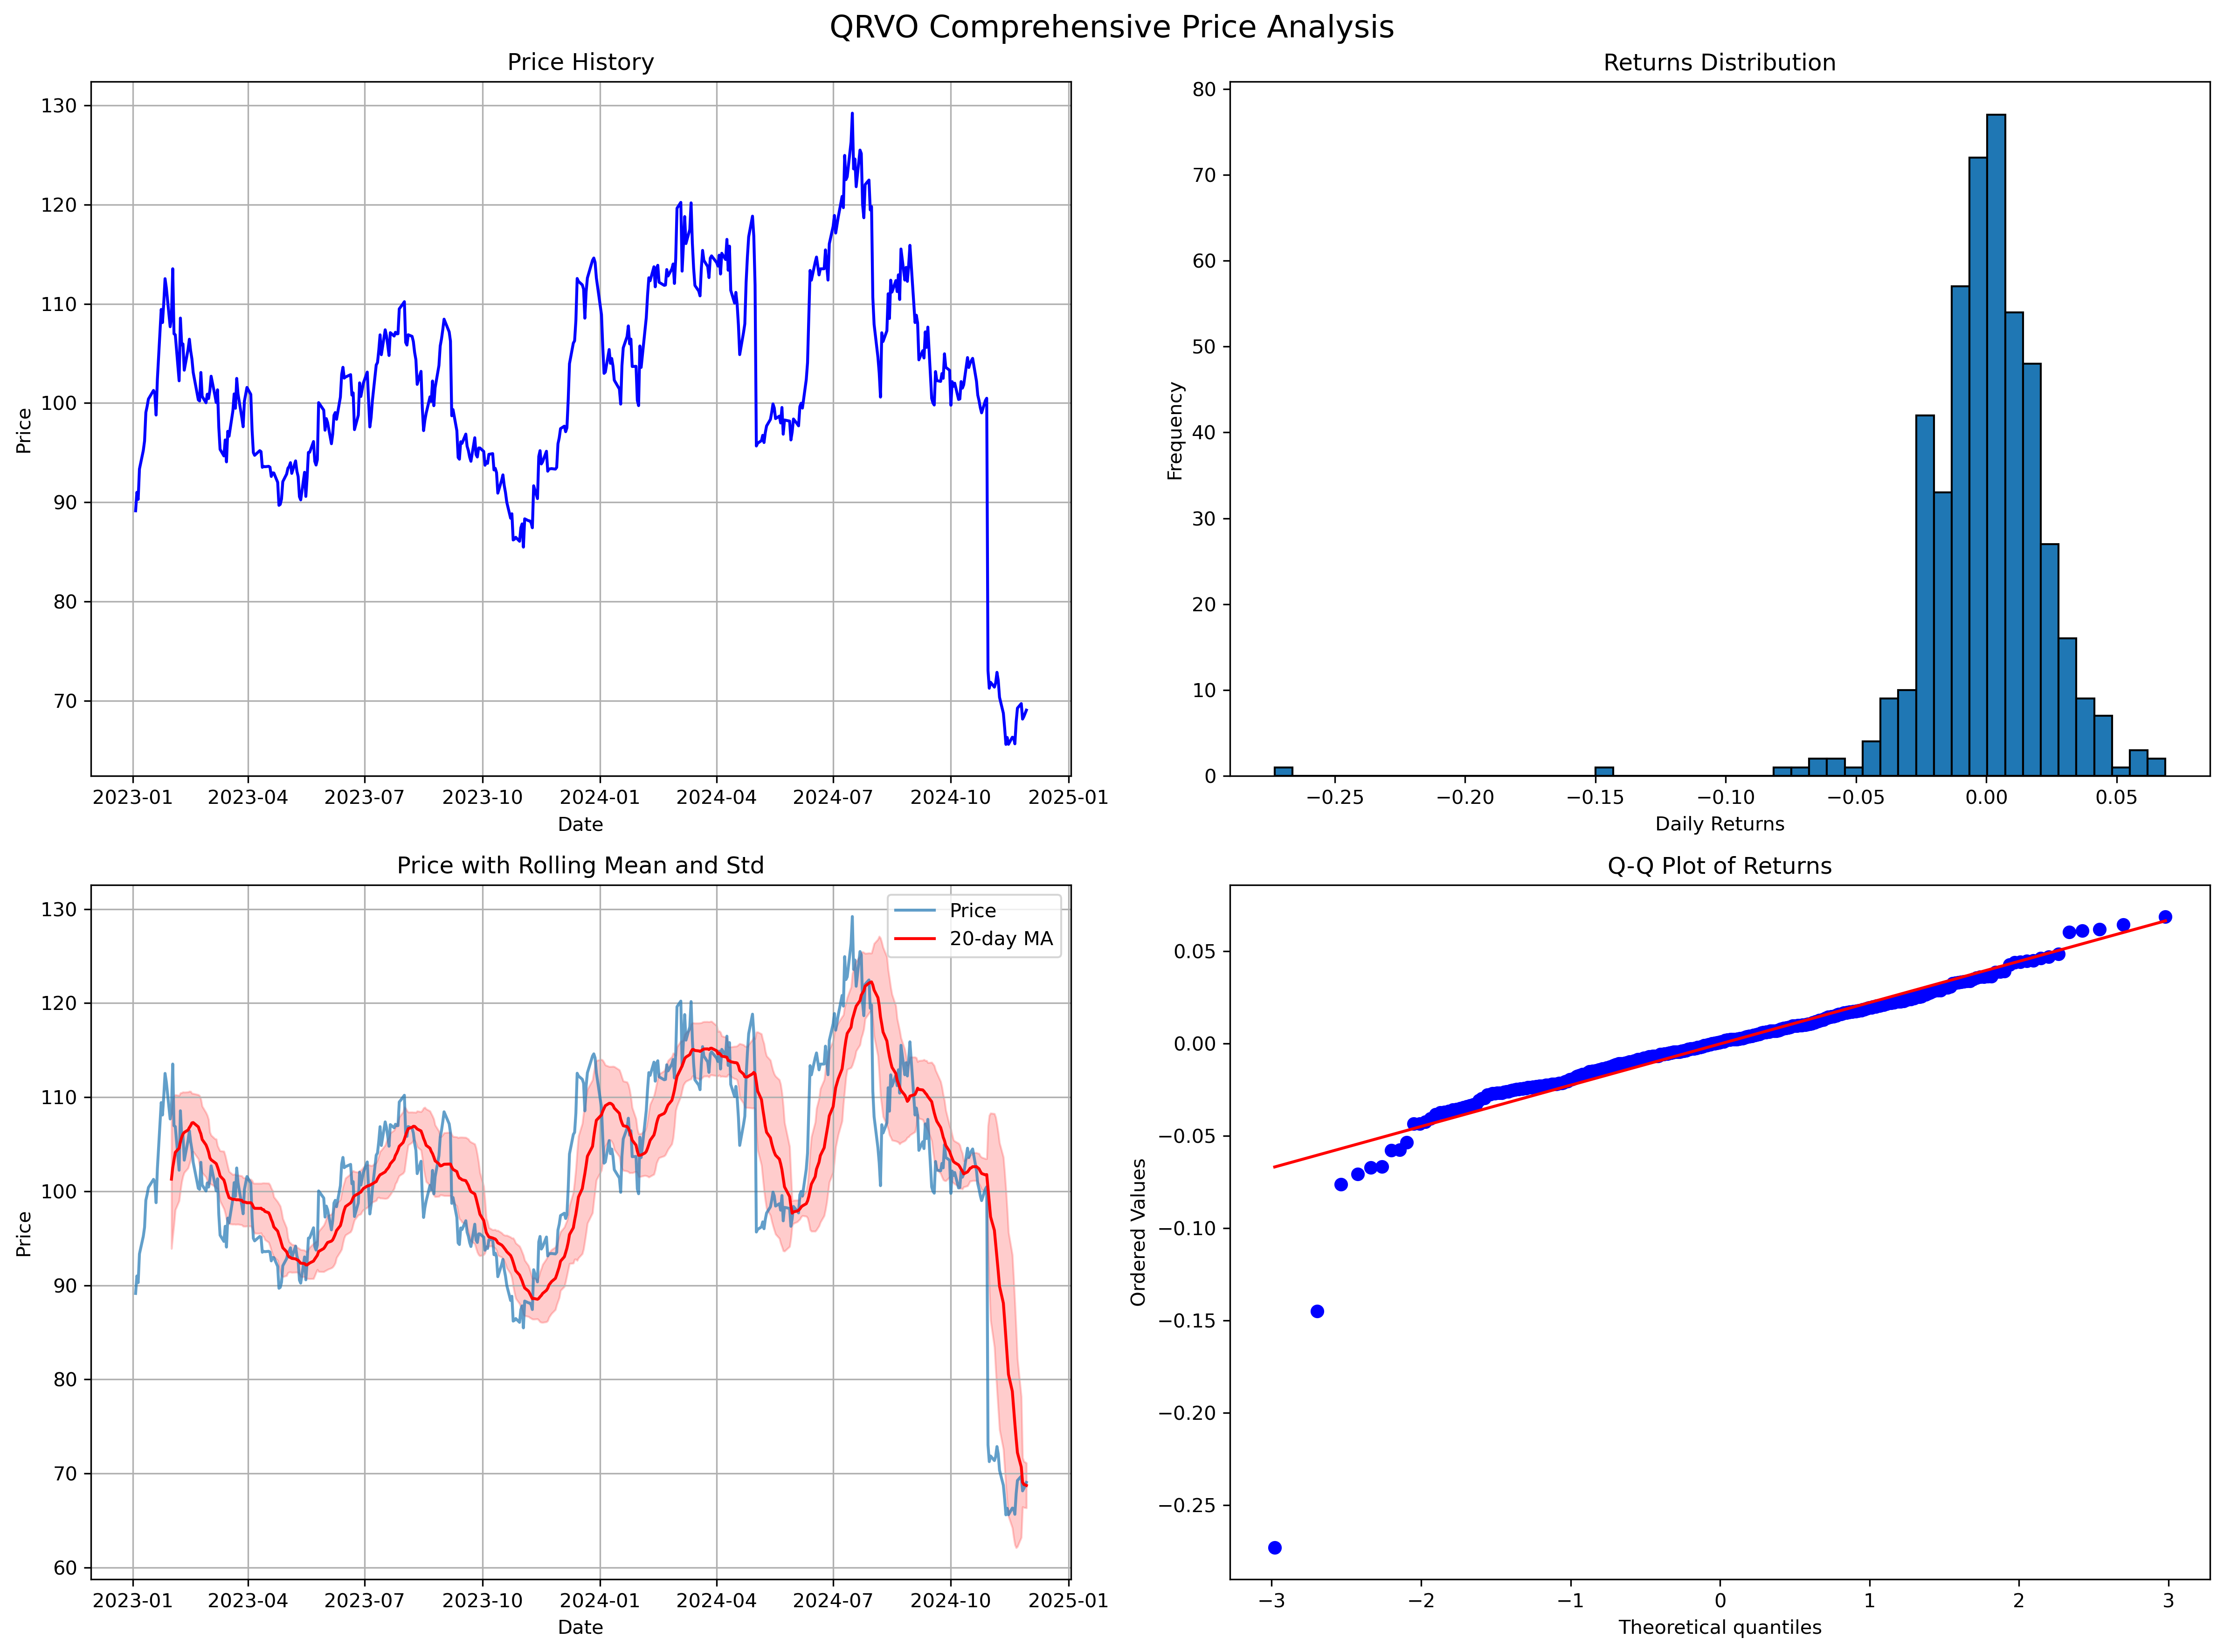 QRVO Comprehensive Price Analysis
Price History
Price
130
120
110
100
90
80
70
2023-01 2023-04 2023-07 2023-10 2024-01 2024-04 2024-07 2024-10 2025-01
Date
Returns Distribution
Frequency
80
70
60
50
40
30
20
10
0
−0.25 −0.20 −0.15 −0.10 −0.05 0.00 0.05
Daily Returns
Price with Rolling Mean and Std
Price
20-day MA
Price
130
120
110
100
90
80
70
60
2023-01 2023-04 2023-07 2023-10 2024-01 2024-04 2024-07 2024-10 2025-01
Date
Q-Q Plot of Returns
Ordered Values
0.05
0.00
−0.05
−0.10
−0.15
−0.20
−0.25
−3 −2 −1 0 1 2 3
Theoretical quantiles